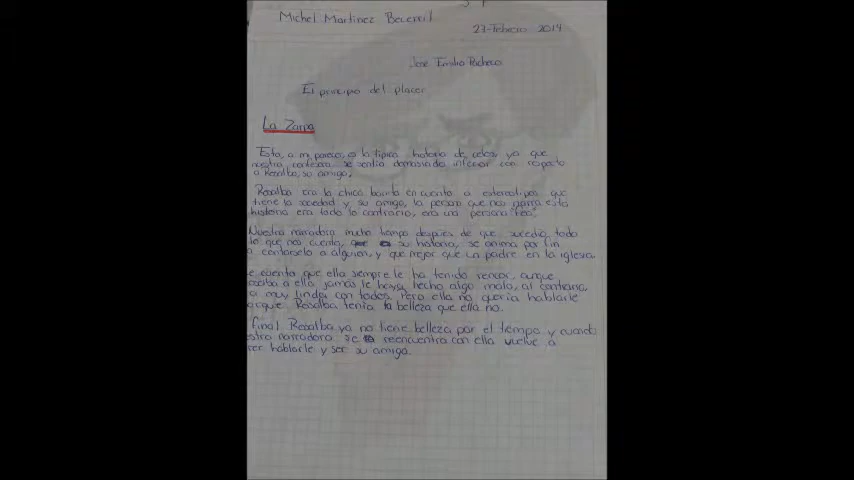 Michel Martinez Becerril
27-Febrero 2014
José Emilio Pacheco
El principio del placer
La Zarpa
Esta, a mi parecer, es la típica historia de celos, ya que
nuestra se sentía demasiado inferior con respecto
a Rosalba, su amiga.
Rosalba era la chica bonita en cuanto a estereotipos que
tiene la sociedad y su amiga, la persona que nos narra esta
historia era todo lo contrario, era una persona "fea".
Nuestra narradora mucho tiempo después de que sucedió todo
lo que nos cuenta, su historia, se anima por fin
a contárselo a alguien, y que mejor que un padre en la iglesia
e cuenta que ella siempre le ha tenido rencor, aunque
a ella jamás le haya hecho algo malo, al contrario
a muy linda con todos. Pero ella no quería hablarle
Rosalba tenía la belleza que ella no.
final Rosalba ya no tiene belleza por el tiempo y cuando
stra narradora se reencuentra con ella vuelve a
rer hablarle y ser su amiga.